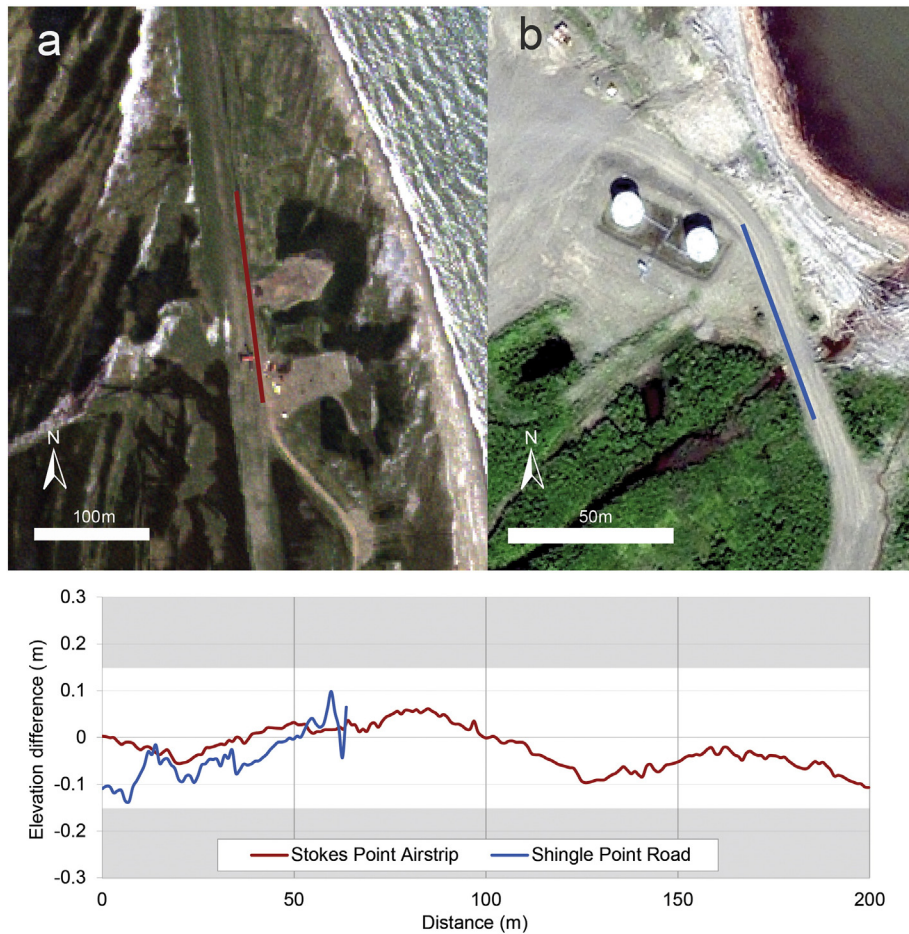 a
b
N
100m
N
50m
0.3
0.2
0.1
0
-0.1
-0.2
-0.3
Elevation difference (m)
Stokes Point Airstrip
Shingle Point Road
0
50
100
150
200
Distance (m)